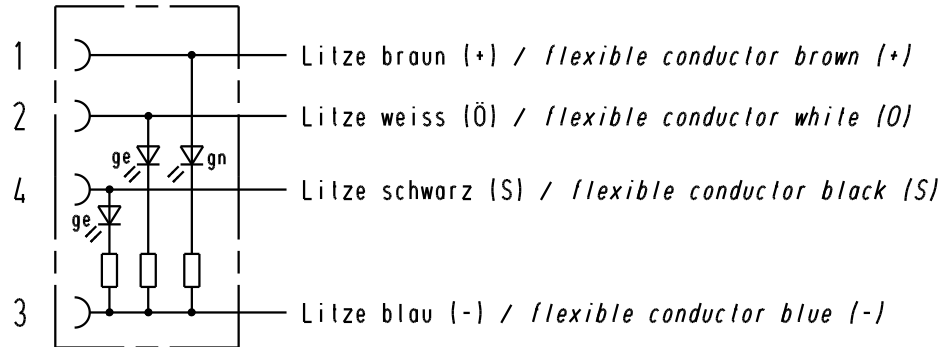 1 Litze braun (+) / flexible conductor brown (+)
2 Litze weiss (Ö) / flexible conductor white (O)
ge gn
4 Litze schwarz (S) / flexible conductor black (S)
ge
3 Litze blau (-) / flexible conductor blue (-)